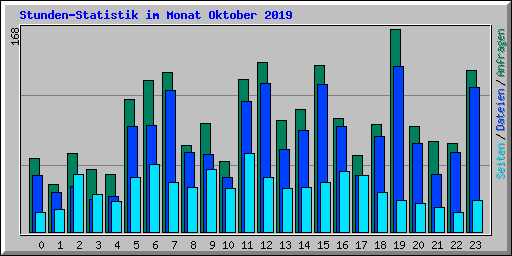 Stunden-Statistik im Monat Oktober 2019
168
Seiten / Dateien / Anfragen
0 1 2 3 4 5 6 7 8 9 10 11 12 13 14 15 16 17 18 19 20 21 22 23